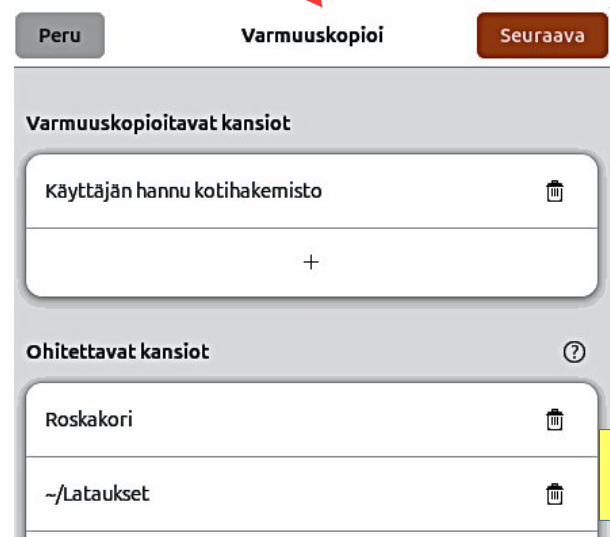 Peru Varmuuskopioi Seuraava
Varmuuskopioitavat kansiot
Käyttäjän hannu kotihakemisto
+
Ohitettavat kansiot
Roskakori
~/Lataukset